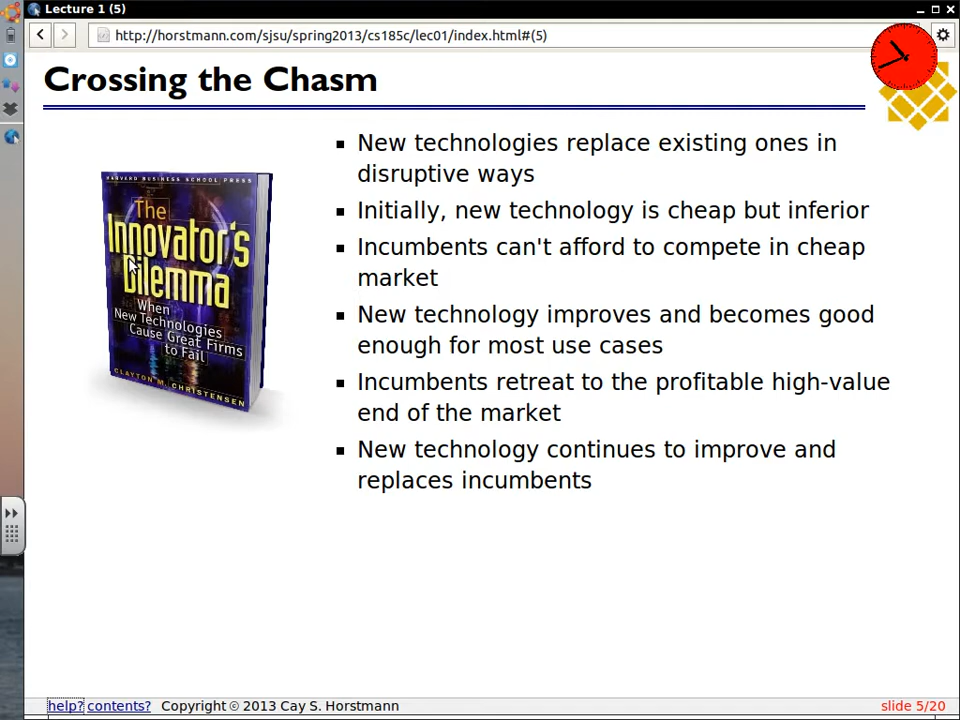 Lecture 1 (5)
http://horstmann.com/sjsu/spring2013/cs185c/lec01/index.html#(5)
Crossing the Chasm
HARVARD BUSINESS SCHOOL PRESS
The
Innovator's
Dilemma
When
New Technologies
Cause Great Firms
to Fail
CLAYTON M. CHRISTENSEN
New technologies replace existing ones in
disruptive ways
Initially, new technology is cheap but inferior
Incumbents can't afford to compete in cheap
market
New technology improves and becomes good
enough for most use cases
Incumbents retreat to the profitable high-value
end of the market
New technology continues to improve and
replaces incumbents
help? contents? Copyright © 2013 Cay S. Horstmann slide 5/20